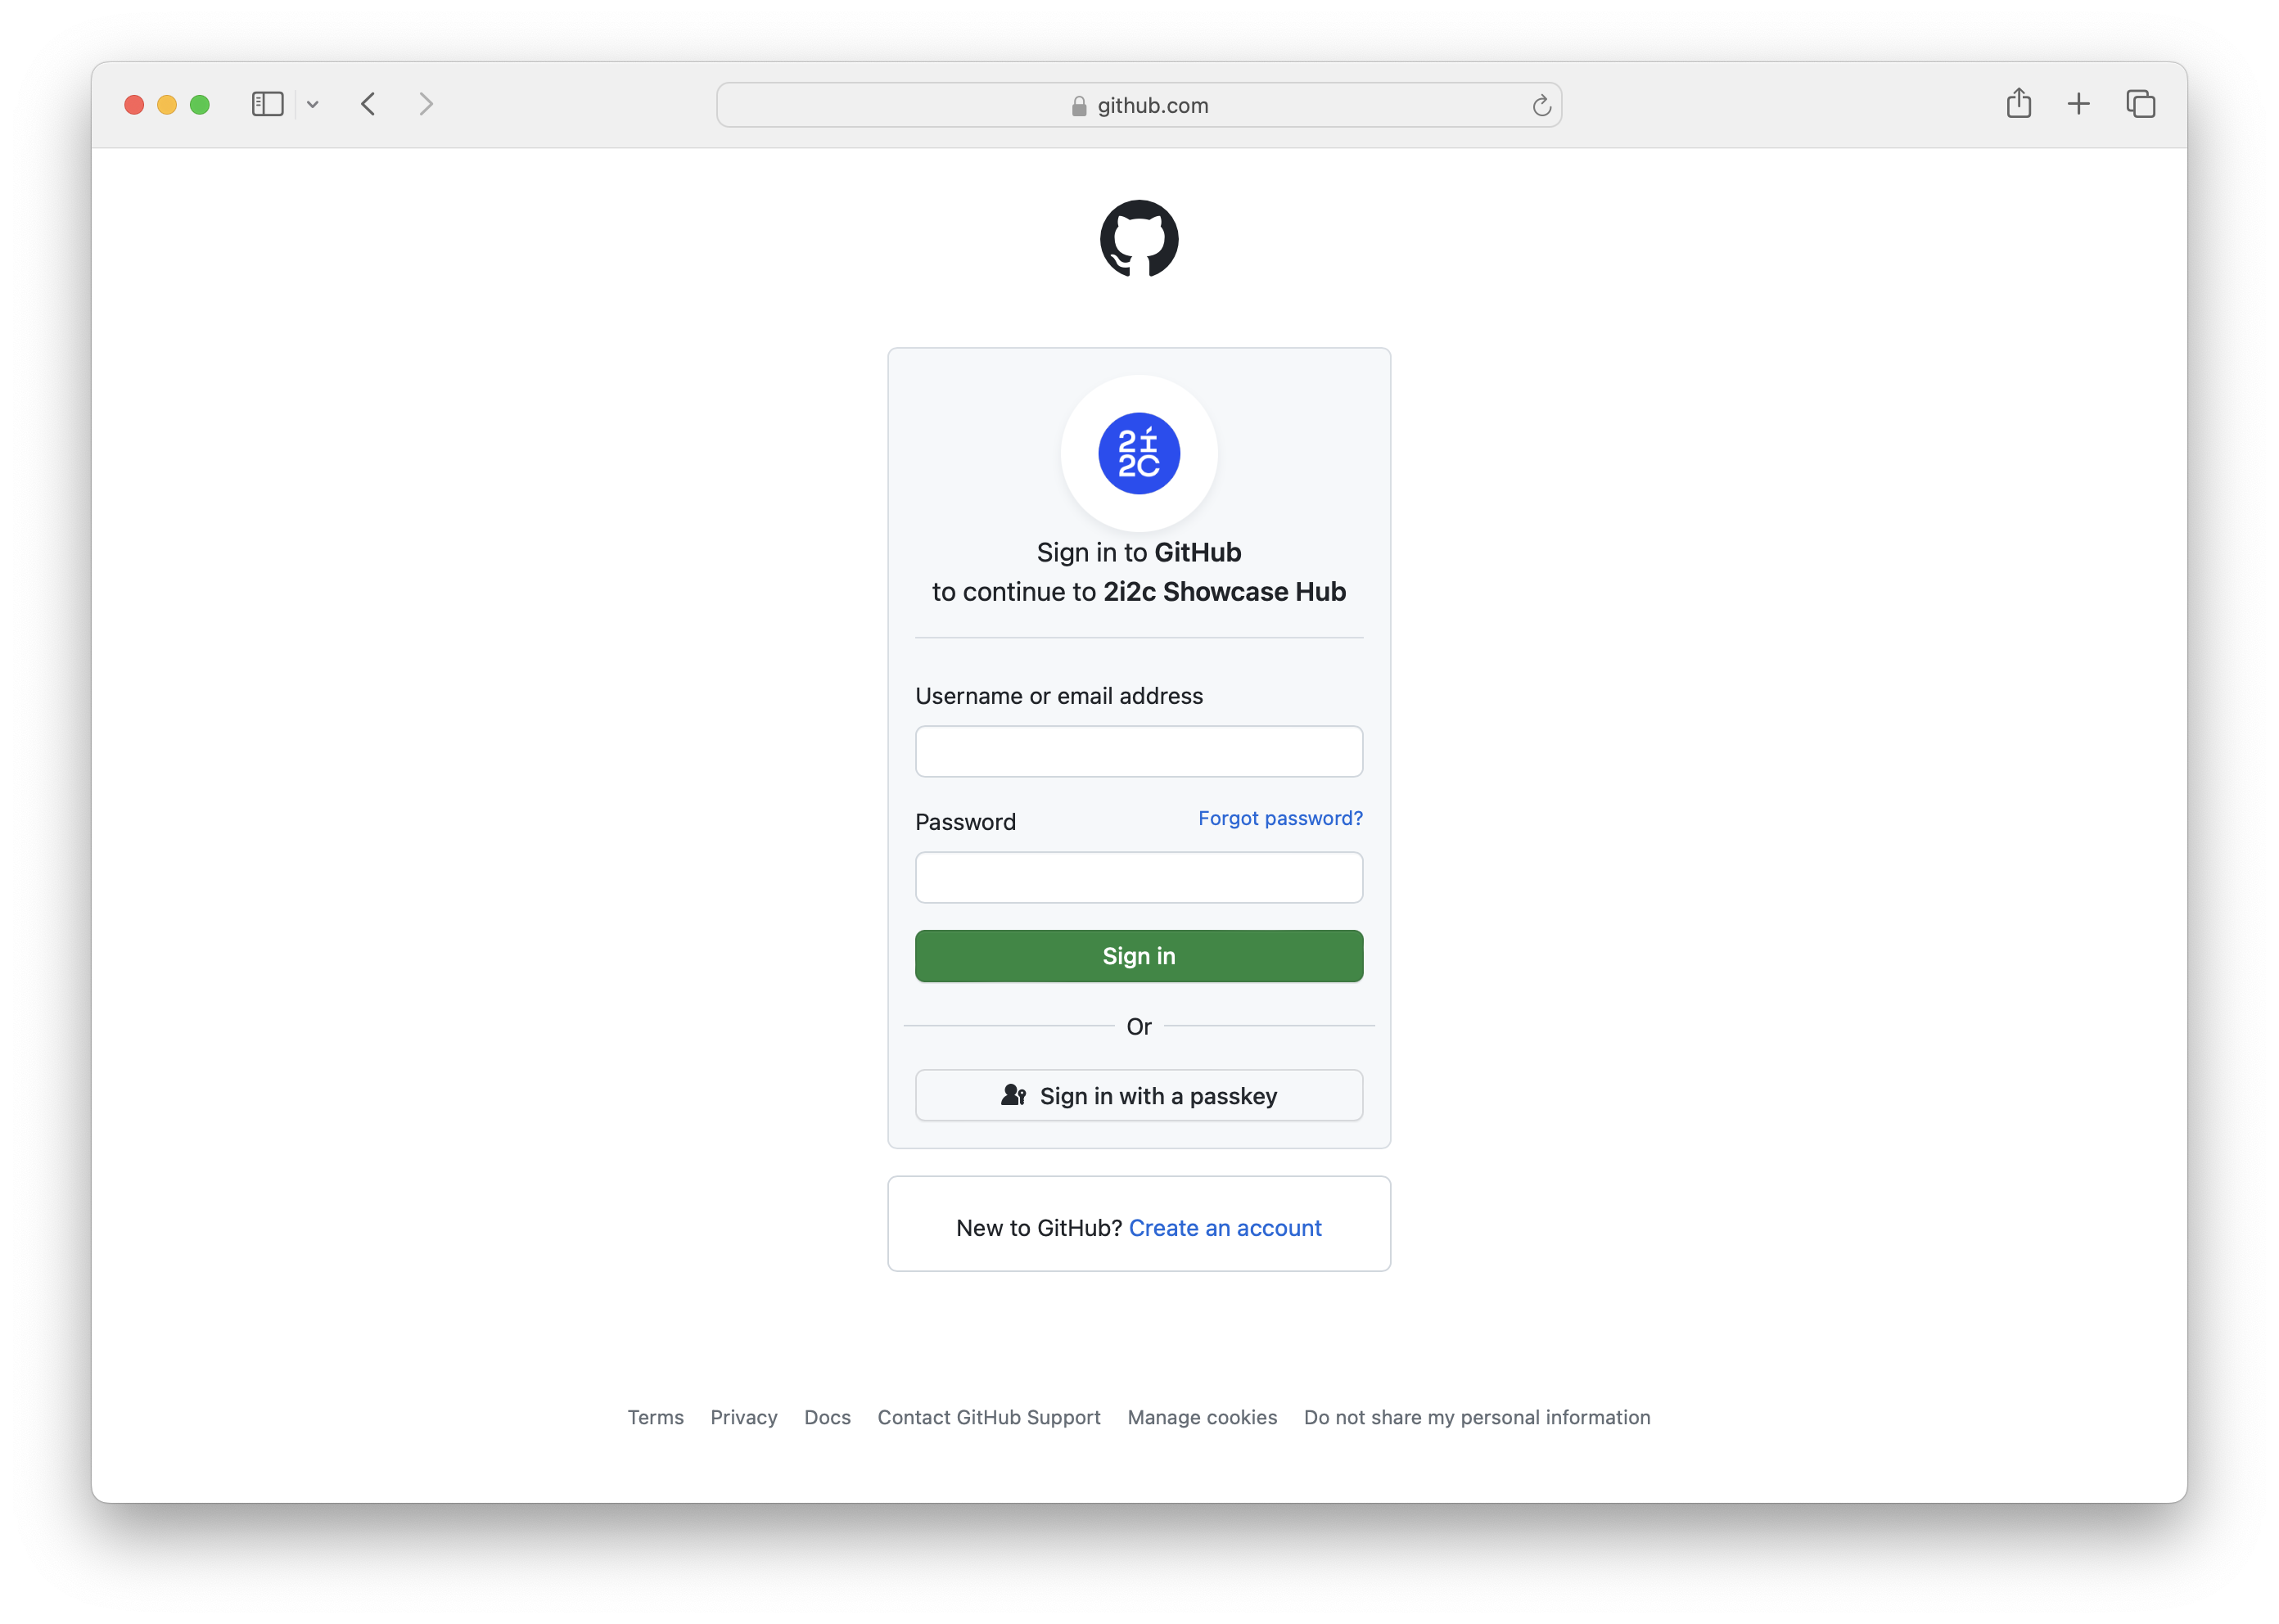 github.com
2i
2C
Sign in to GitHub
to continue to 2i2c Showcase Hub
Username or email address
Password
Forgot password?
Sign in
Or
Sign in with a passkey
New to GitHub? Create an account
Terms Privacy Docs Contact GitHub Support Manage cookies Do not share my personal information